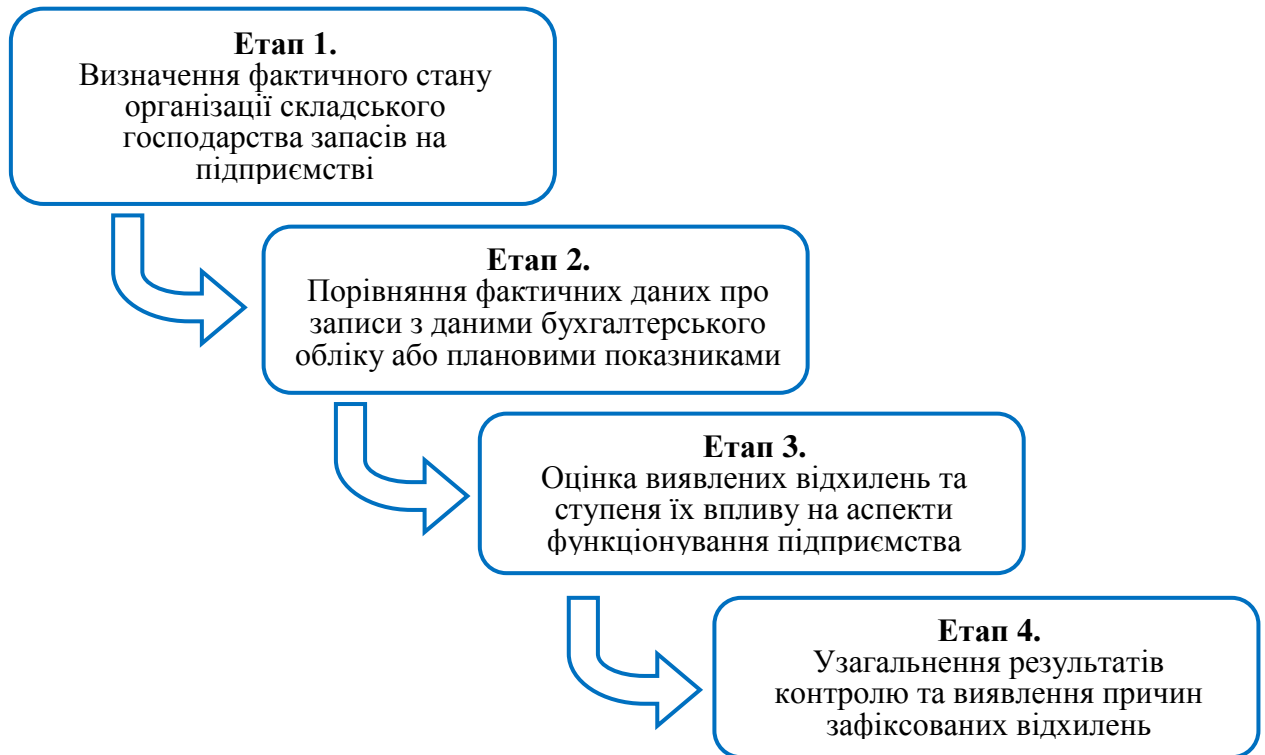 Етап 1.
Визначення фактичного стану
організації складського
господарства запасів на
підприємстві
Етап 2.
Порівняння фактичних даних про
записи з даними бухгалтерського
обліку або плановими показниками
Етап 3.
Оцінка виявлених відхилень та
ступеня їх впливу на аспекти
функціонування підприємства
Етап 4.
Узагальнення результатів
контролю та виявлення причин
зафіксованих відхилень